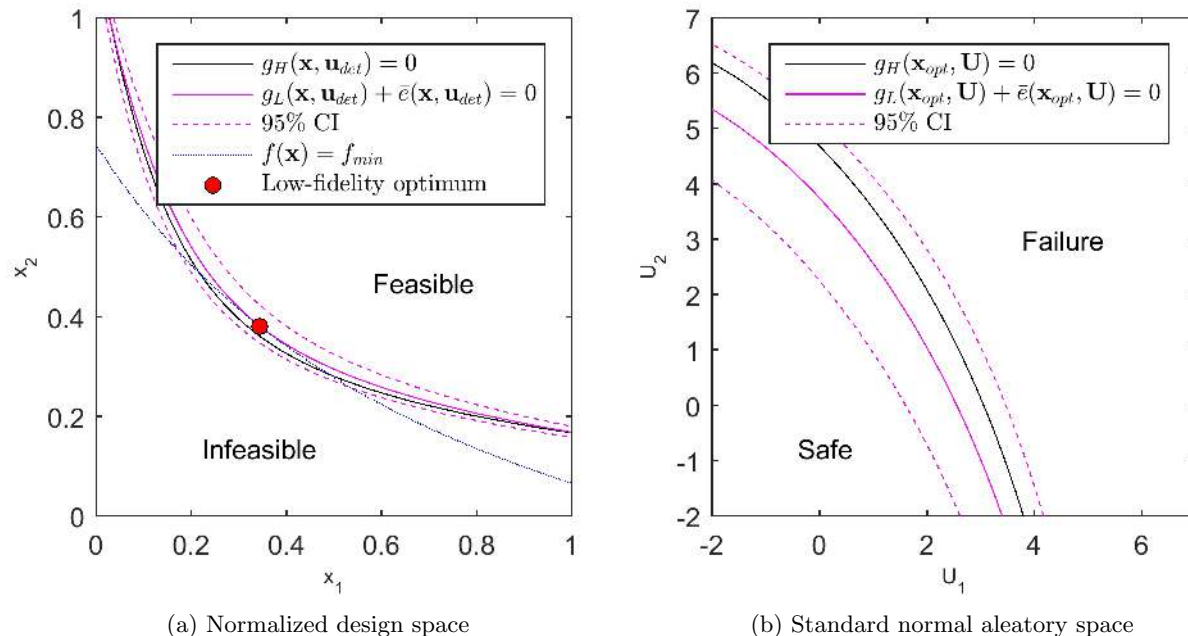 1
0.8
0.6
0.4
0.2
0
x_2
g_H(x, u_det) = 0
g_L(x, u_det) + ē(x, u_det) = 0
95% CI
f(x) = f_min
Low-fidelity optimum
Feasible
Infeasible
0 0.2 0.4 0.6 0.8 1
x_1
(a) Normalized design space
7
6
5
4
3
2
1
0
-1
-2
U_2
g_H(x_opt, U) = 0
g_L(x_opt, U) + ē(x_opt, U) = 0
95% CI
Failure
Safe
-2 0 2 4 6
U_1
(b) Standard normal aleatory space